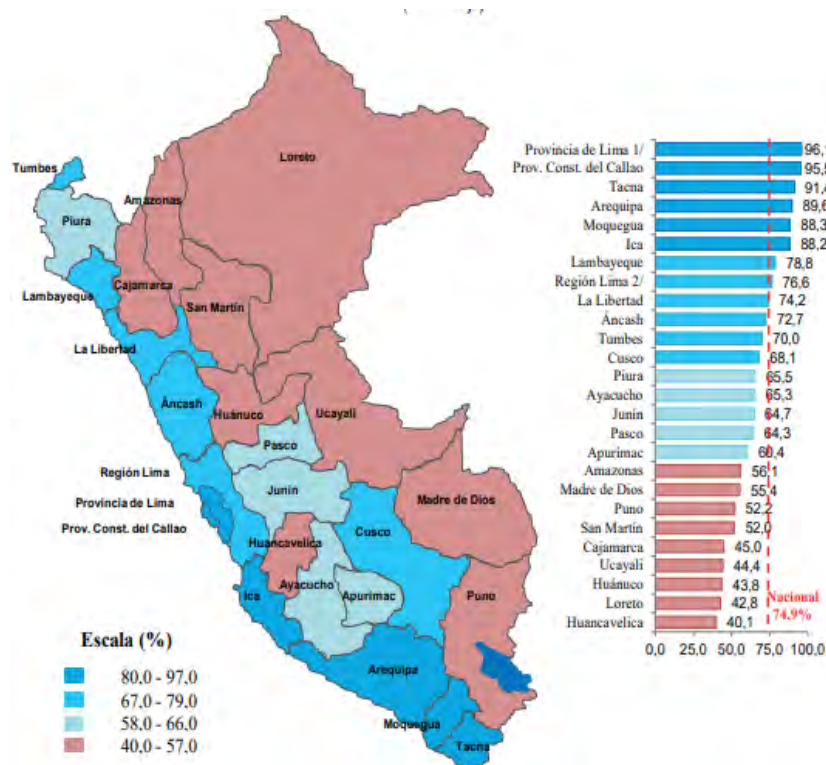 Loreto
Tumbes
Amazonas
Piura
Cajamarca
Lambayeque
San Martín
La Libertad
Áncash
Huánuco
Ucayali
Pasco
Región Lima
Junín
Madre de Dios
Provincia de Lima
Prov. Const. del Callao
Cusco
Huancavelica
Ayacucho
Apurimac
Puno
Ica
Arequipa
Moquegua
Tacna
Escala (%)
80,0 - 97,0
67,0 - 79,0
58,0 - 66,0
40,0 - 57,0
Provincia de Lima 1/
Prov. Const. del Callao
Tacna
Arequipa 89,6
Moquegua 88,3
Ica 88,2
Lambayeque 78,8
Región Lima 2/ 76,6
La Libertad 74,2
Áncash 72,7
Tumbes 70,0
Cusco 68,1
Piura 65,5
Ayacucho 65,3
Junín 64,7
Pasco 64,3
Apurimac 60,4
Amazonas 56,1
Madre de Dios 55,4
Puno 52,2
San Martín 52,0
Cajamarca 45,0
Ucayali 44,4
Huánuco 43,8
Loreto 42,8
Huancavelica 40,1
Nacional
74,9%
0,0 25,0 50,0 75,0 100,0